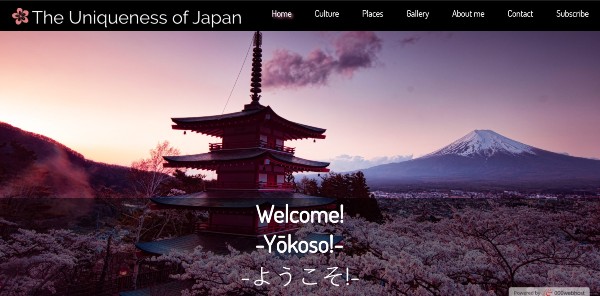 The Uniqueness of Japan
Home Culture Places Gallery About me Contact Subscribe
Welcome!
-Yōkoso!-
-ようこそ!-
Powered by 000webhost